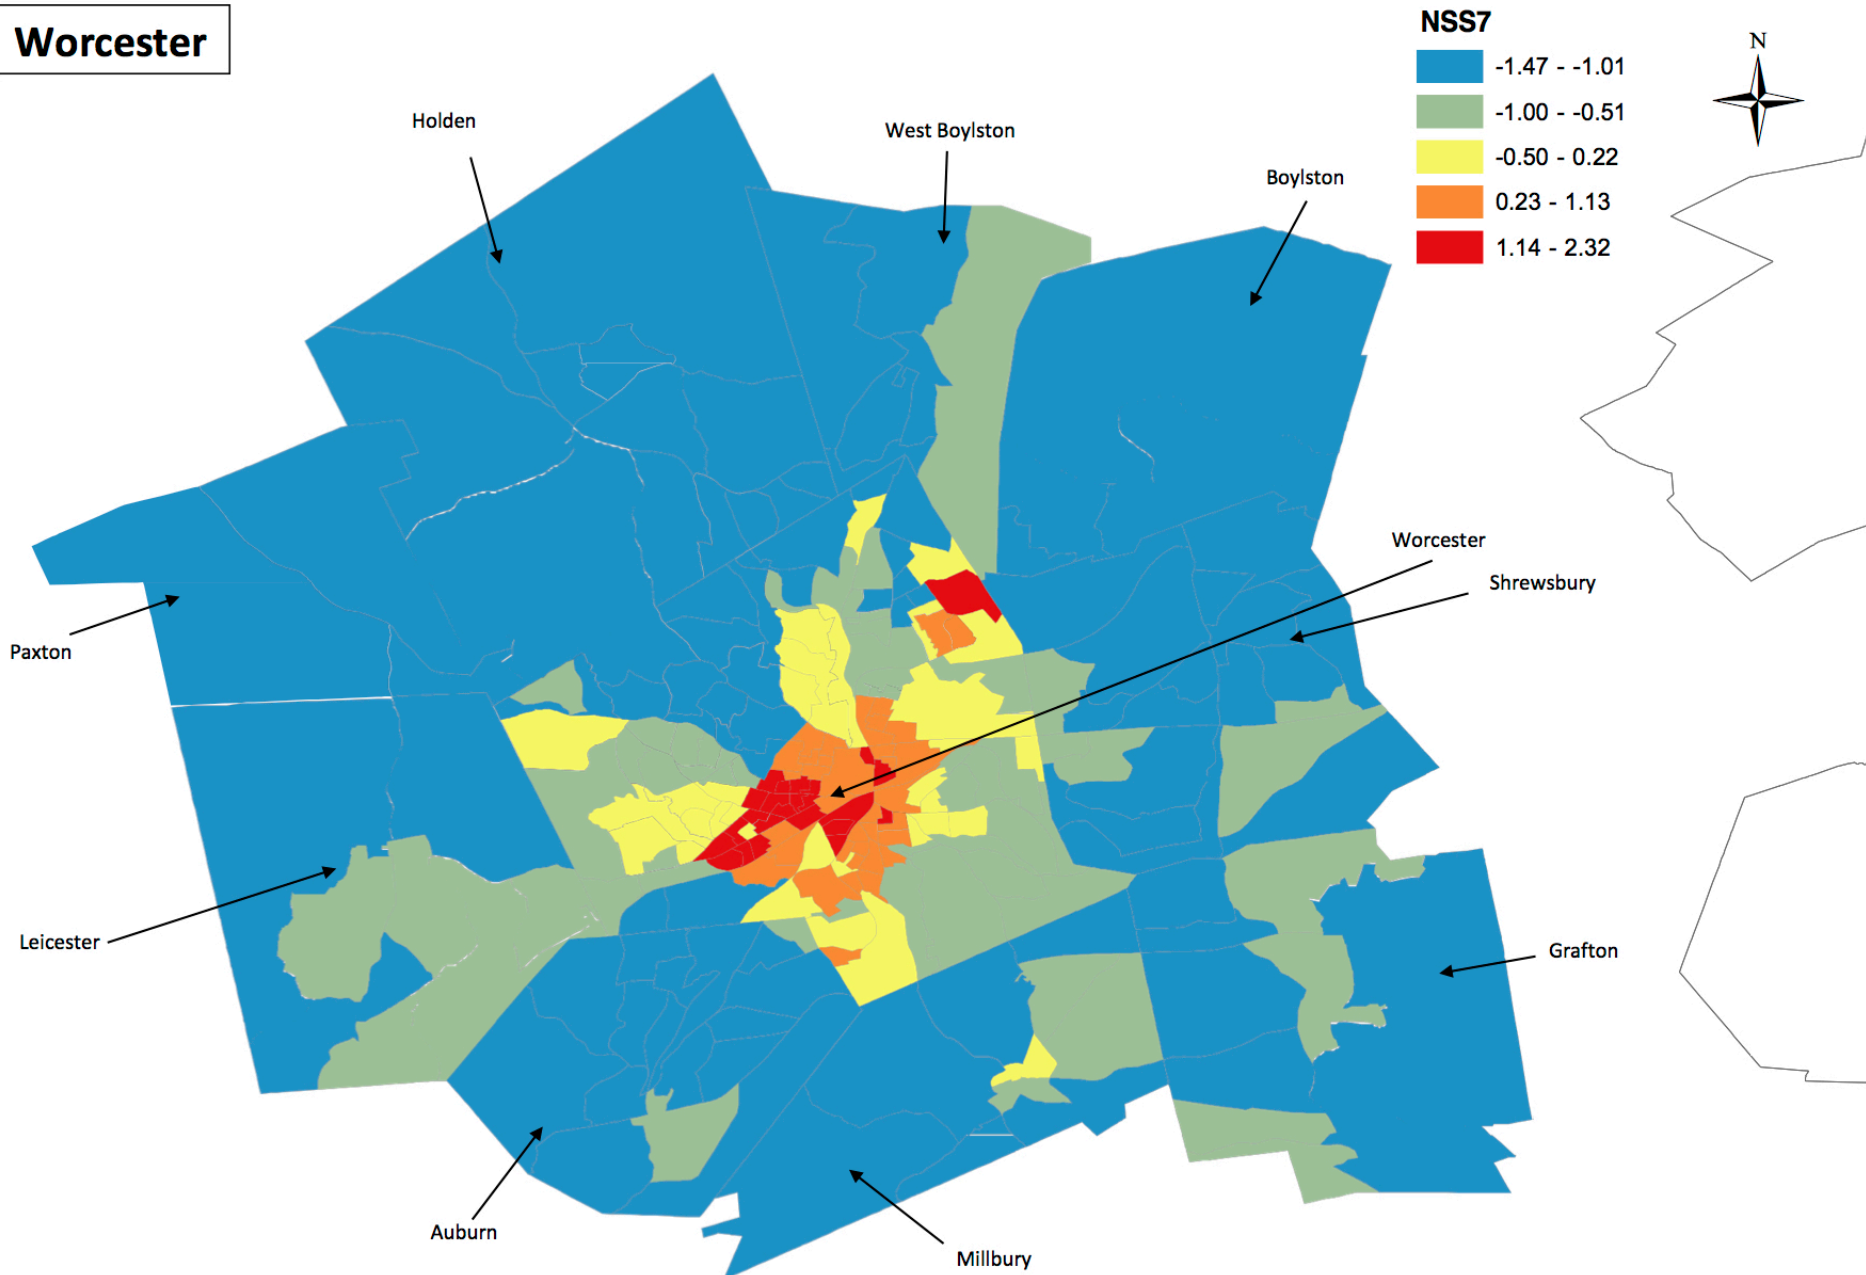 Worcester
NSS7
-1.47 - -1.01
-1.00 - -0.51
-0.50 - 0.22
0.23 - 1.13
1.14 - 2.32
N
Holden
West Boylston
Boylston
Worcester
Shrewsbury
Paxton
Leicester
Grafton
Auburn
Millbury